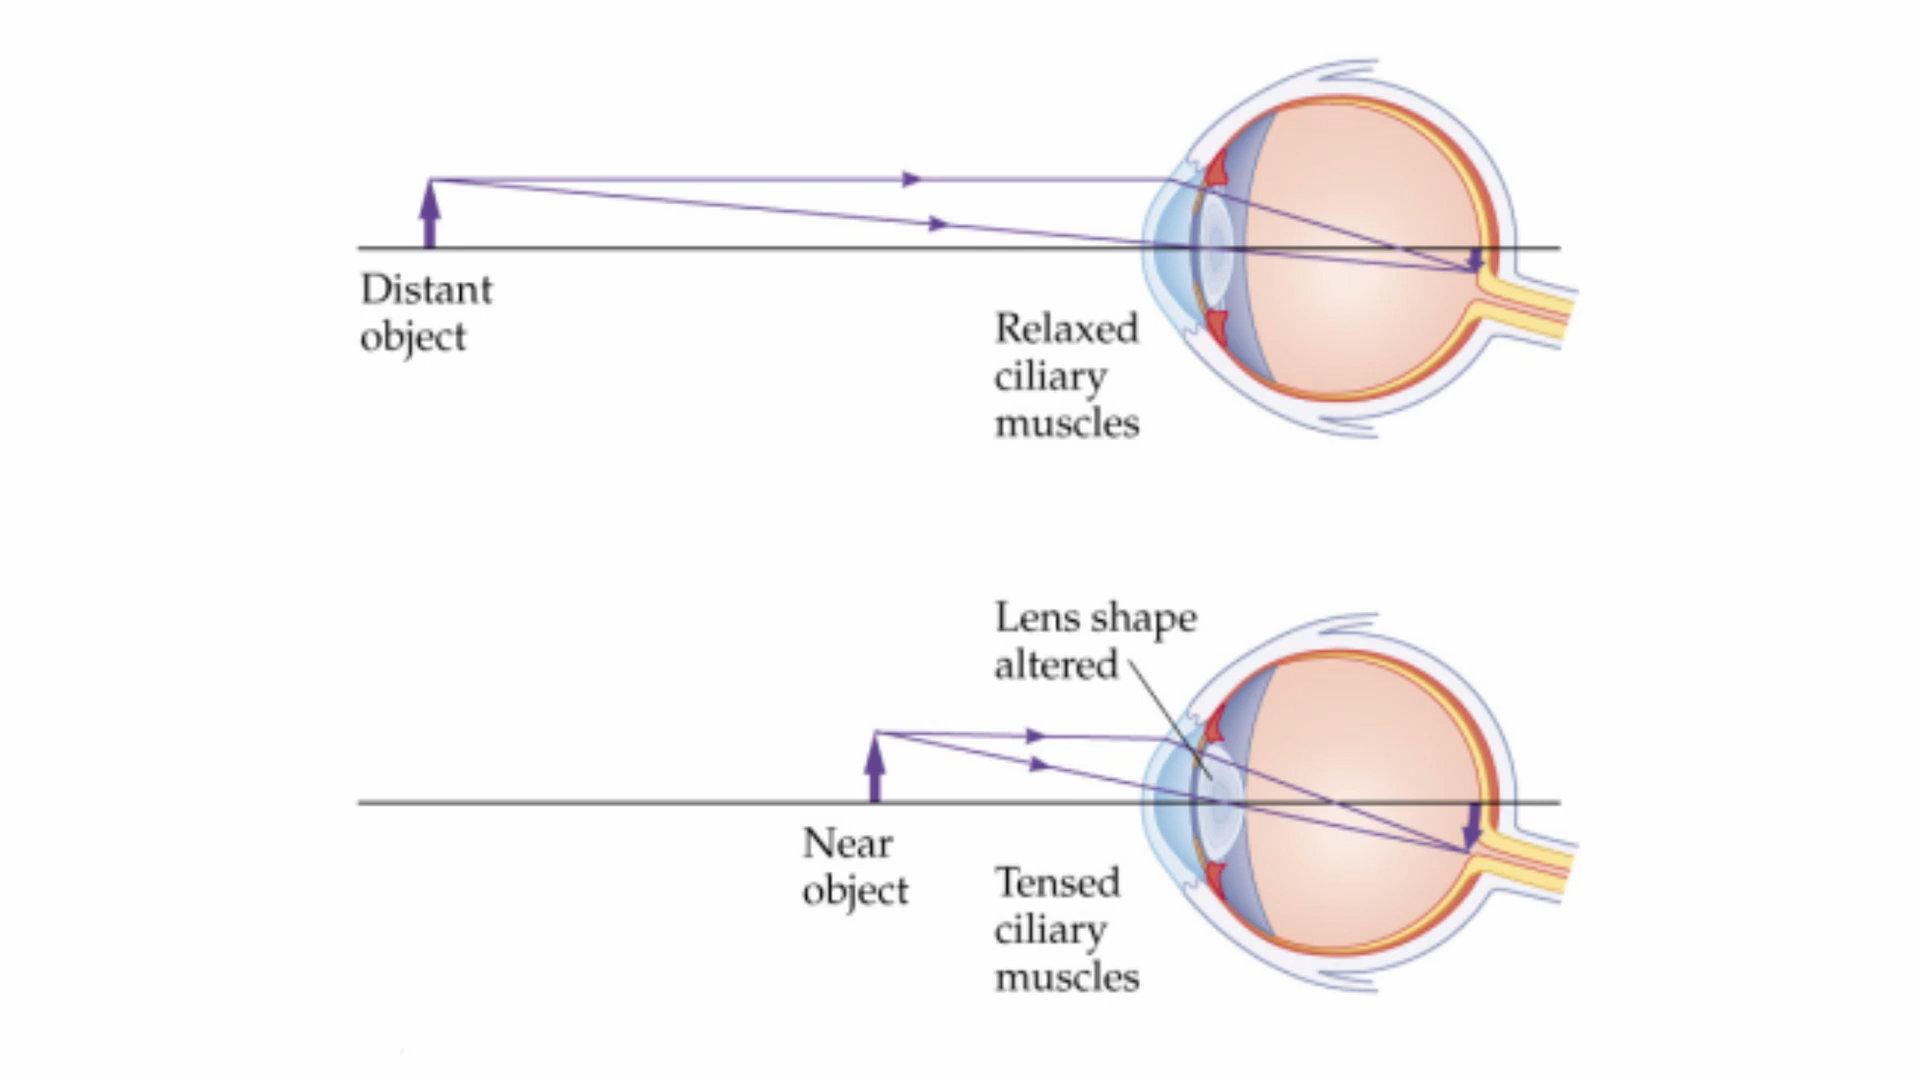 Distant
object
Relaxed
ciliary
muscles
Lens shape
altered
Near
object
Tensed
ciliary
muscles